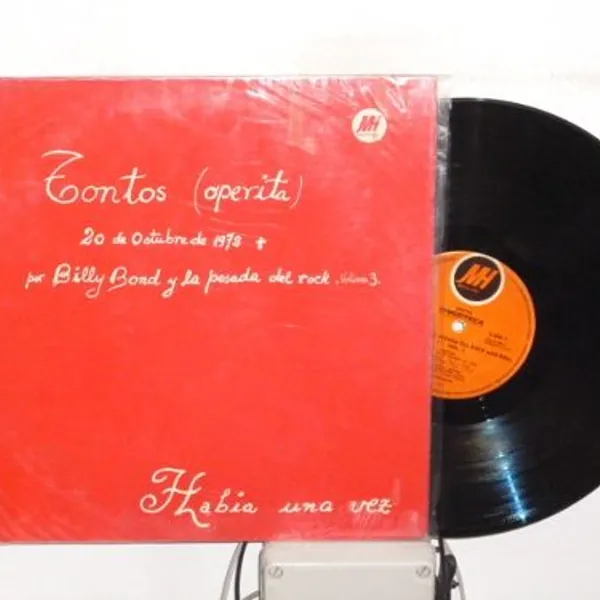 MH
Tontos (operita)
20 de Octubre de 1972
por Billy Bond y la pesada del rock. Volumen 3.
MH
Había una vez